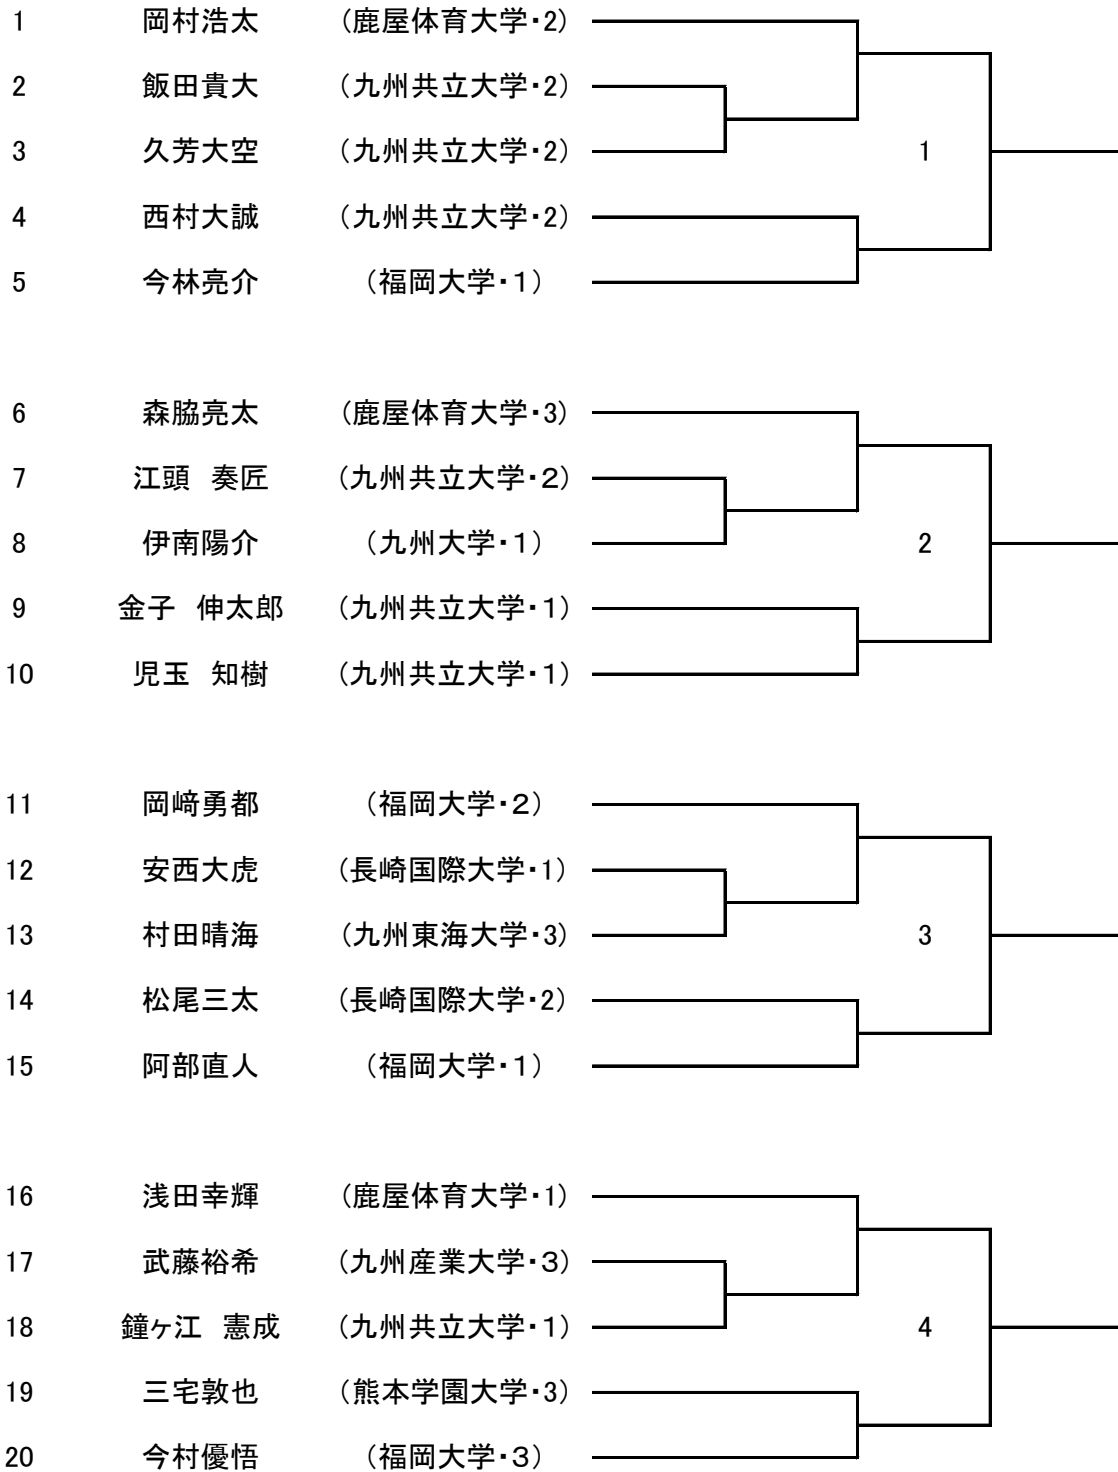 1 岡村浩太 (鹿屋体育大学・2)
2 飯田貴大 (九州共立大学・2)
3 久芳大空 (九州共立大学・2)
1
4 西村大誠 (九州共立大学・2)
5 今林亮介 (福岡大学・1)
6 森脇亮太 (鹿屋体育大学・3)
7 江頭　奏匠 (九州共立大学・2)
8 伊南陽介 (九州大学・1)
2
9 金子　伸太郎 (九州共立大学・1)
10 児玉　知樹 (九州共立大学・1)
11 岡﨑勇都 (福岡大学・2)
12 安西大虎 (長崎国際大学・1)
13 村田晴海 (九州東海大学・3)
3
14 松尾三太 (長崎国際大学・2)
15 阿部直人 (福岡大学・1)
16 浅田幸輝 (鹿屋体育大学・1)
17 武藤裕希 (九州産業大学・3)
18 鐘ヶ江　憲成 (九州共立大学・1)
4
19 三宅敦也 (熊本学園大学・3)
20 今村優悟 (福岡大学・3)